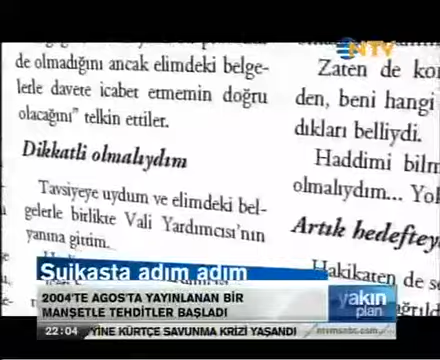 NTV
de olmadığını ancak elimdeki belge-
lerle davete icabet etmemin doğru
olacağını" telkin ettiler.
Dikkatli olmalıydım
Tavsiyeye uydum ve elimdeki bel-
gelerle birlikte Vali Yardımcısı'nın
yanına gittim.
Zaten de ko
den, beni hangi
dıkları belliydi.
Haddimi bilm
olmalıydım... Yok
Artık hedeftey
Hakikaten de s
Suikasta adım adım
2004'TE AGOS'TA YAYINLANAN BİR
MANŞETLE TEHDİTLER BAŞLADI
yakın
plan
22:04
YİNE KÜRTÇE SAVUNMA KRİZİ YAŞANDI
ntvmsnbc.com